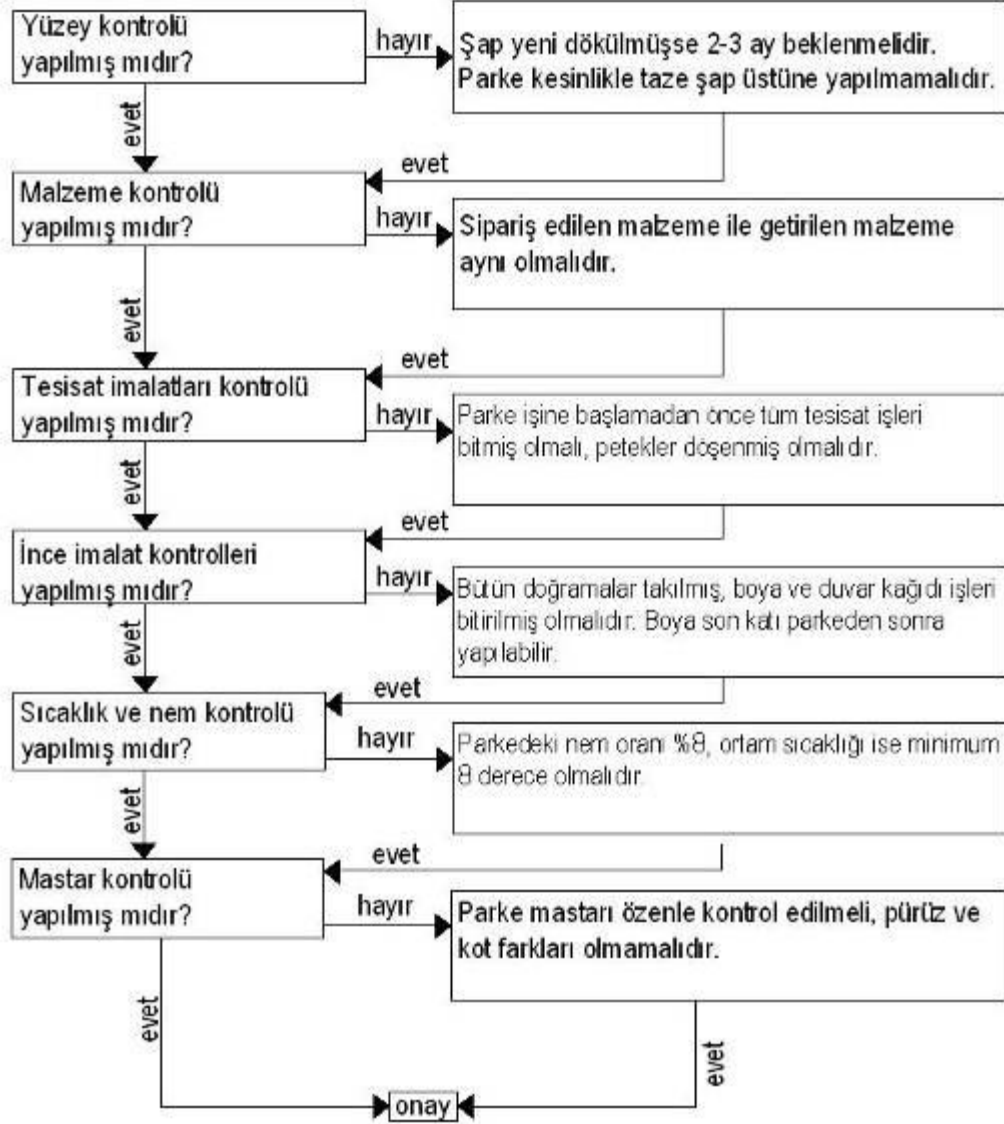 Yüzey kontrolü
yapılmış mıdır?
hayır
Şap yeni dökülmüşse 2-3 ay beklenmelidir.
Parke kesinlikle taze şap üstüne yapılmamalıdır.
evet
evet
Malzeme kontrolü
yapılmış mıdır?
hayır
Sipariş edilen malzeme ile getirilen malzeme
aynı olmalıdır.
evet
evet
Tesisat imalatları kontrolü
yapılmış mıdır?
hayır
Parke işine başlamadan önce tüm tesisat işleri
bitmiş olmalı, petekler döşenmiş olmalıdır.
evet
evet
İnce imalat kontrolleri
yapılmış mıdır?
hayır
Bütün doğramalar takılmış, boya ve duvar kağıdı işleri
bitirilmiş olmalıdır. Boya son katı parkeden sonra
yapılabilir.
evet
evet
Sıcaklık ve nem kontrolü
yapılmış mıdır?
hayır
Parkedeki nem oranı %8, ortam sıcaklığı ise minimum
8 derece olmalıdır.
evet
evet
Mastar kontrolü
yapılmış mıdır?
hayır
Parke mastarı özenle kontrol edilmeli, pürüz ve
kot farkları olmamalıdır.
evet
evet
onay